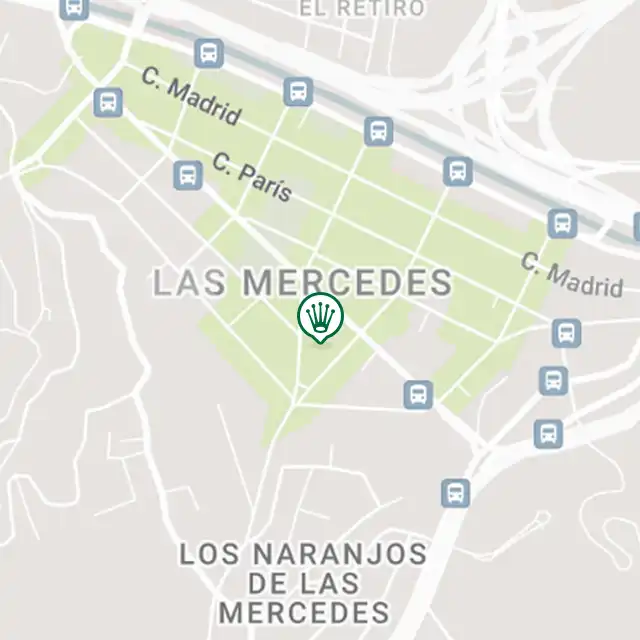 EL RETIRO
C. Madrid
C. París
LAS MERCEDES
C. Madrid
LOS NARANJOS
DE LAS
MERCEDES